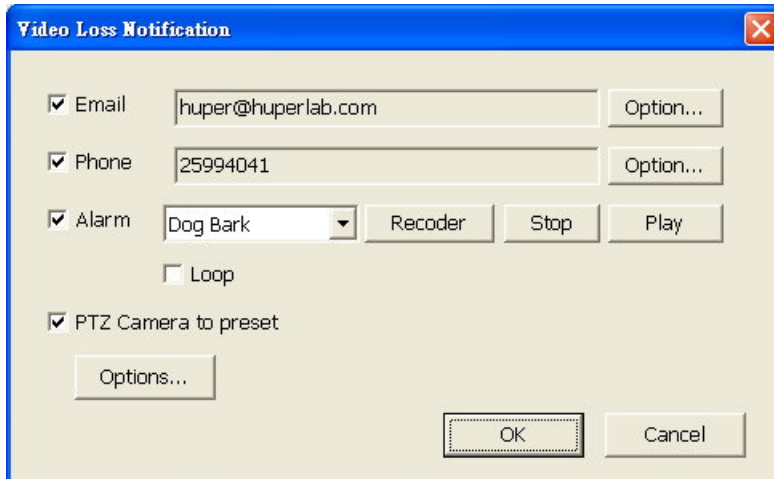 Video Loss Notification
Email huper@huperlab.com Option...
Phone 25994041 Option...
Alarm Dog Bark Recoder Stop Play
Loop
PTZ Camera to preset
Options...
OK Cancel